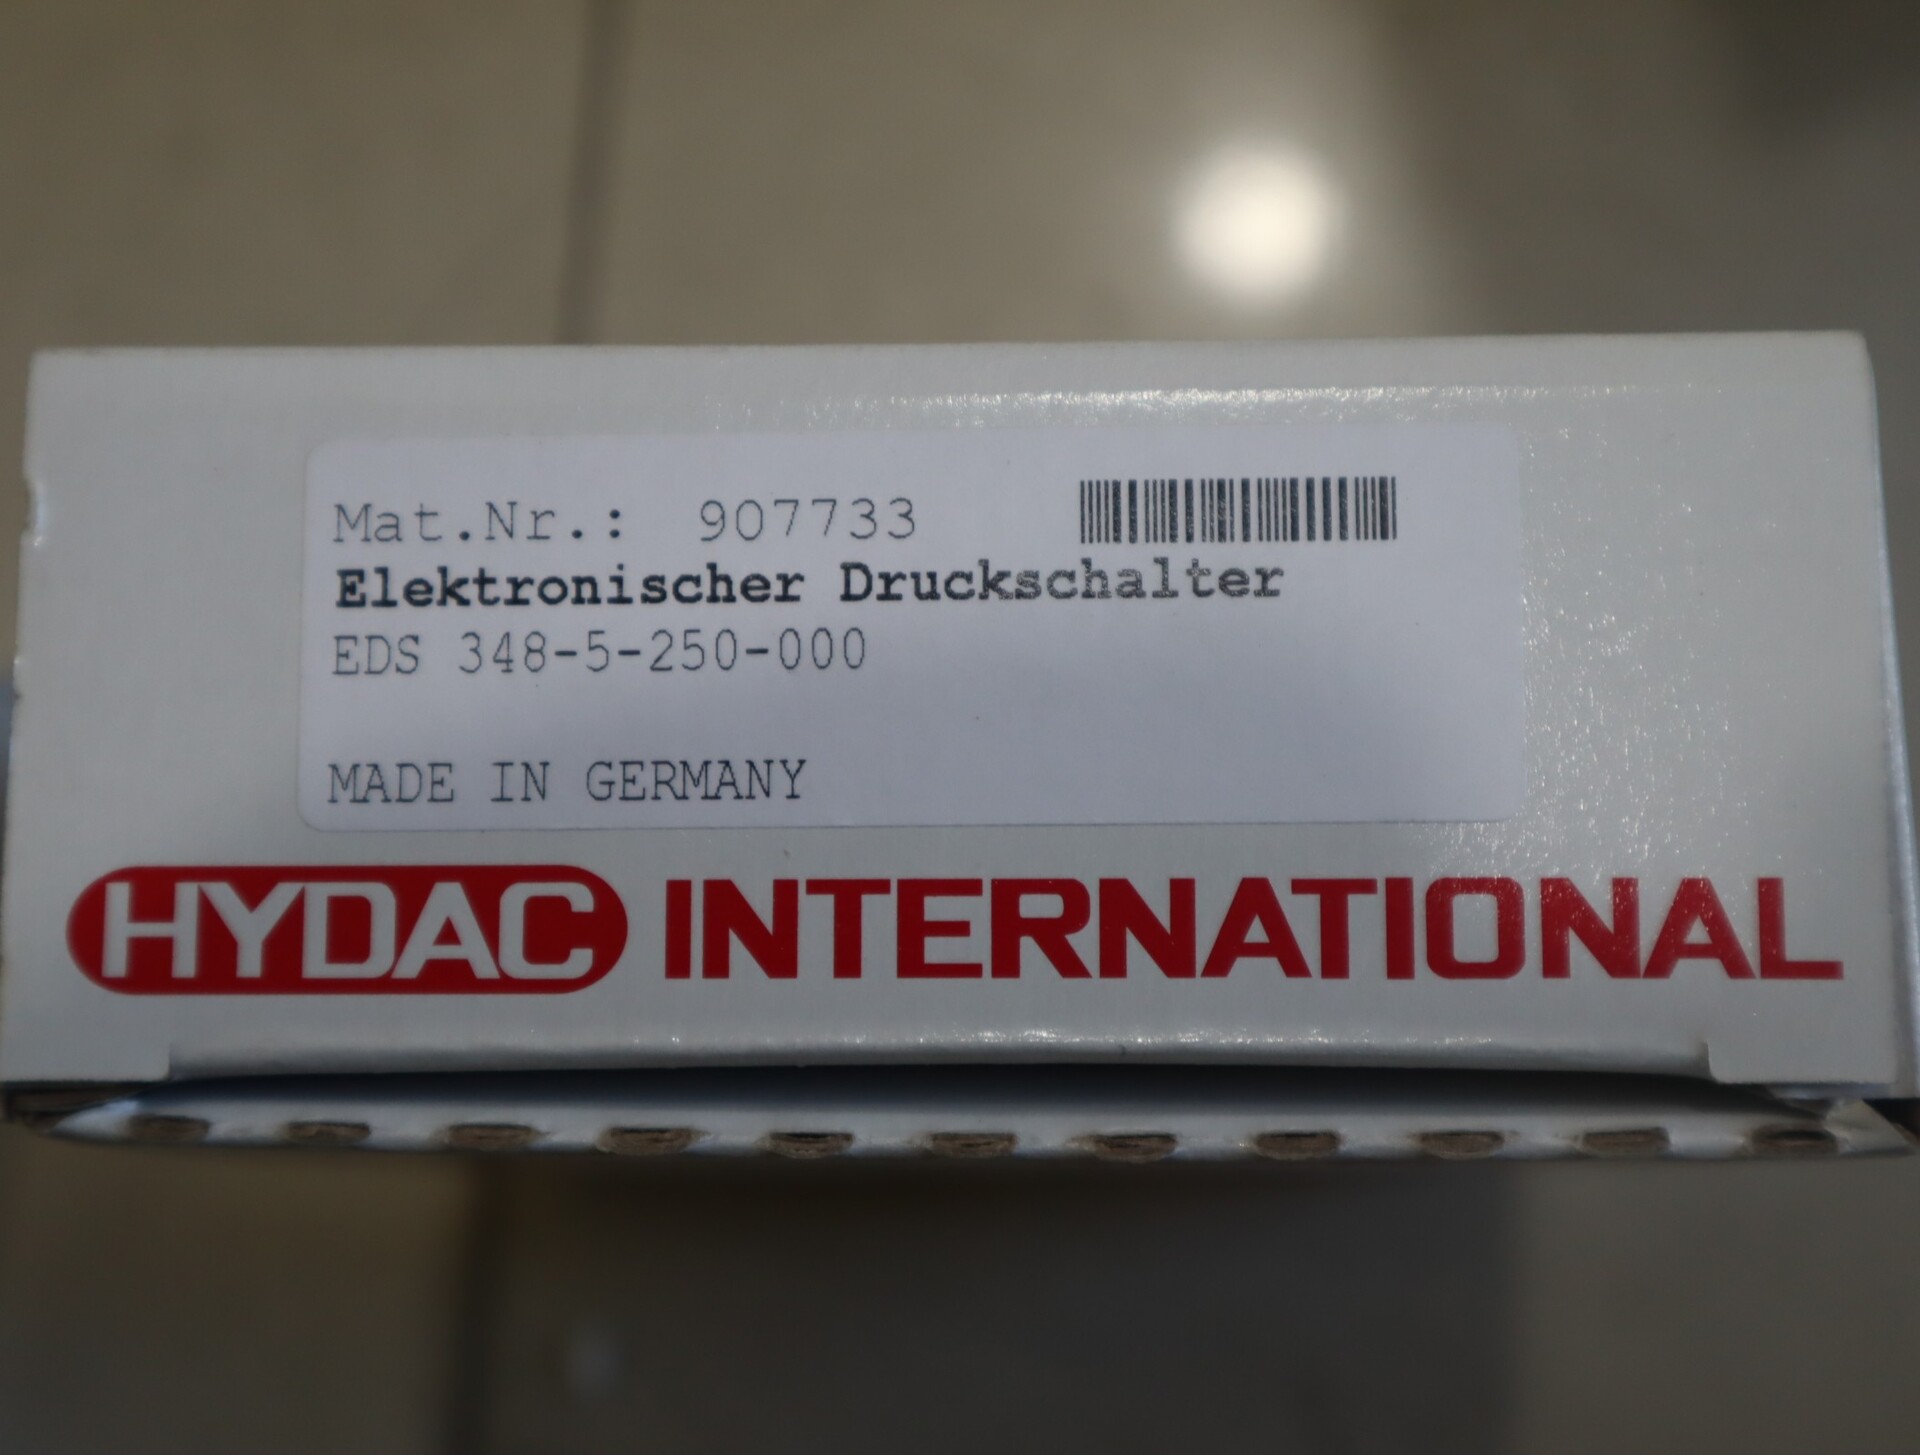 Mat.Nr.: 907733
Elektronischer Druckschalter
EDS 348-5-250-000
MADE IN GERMANY
HYDAC INTERNATIONAL